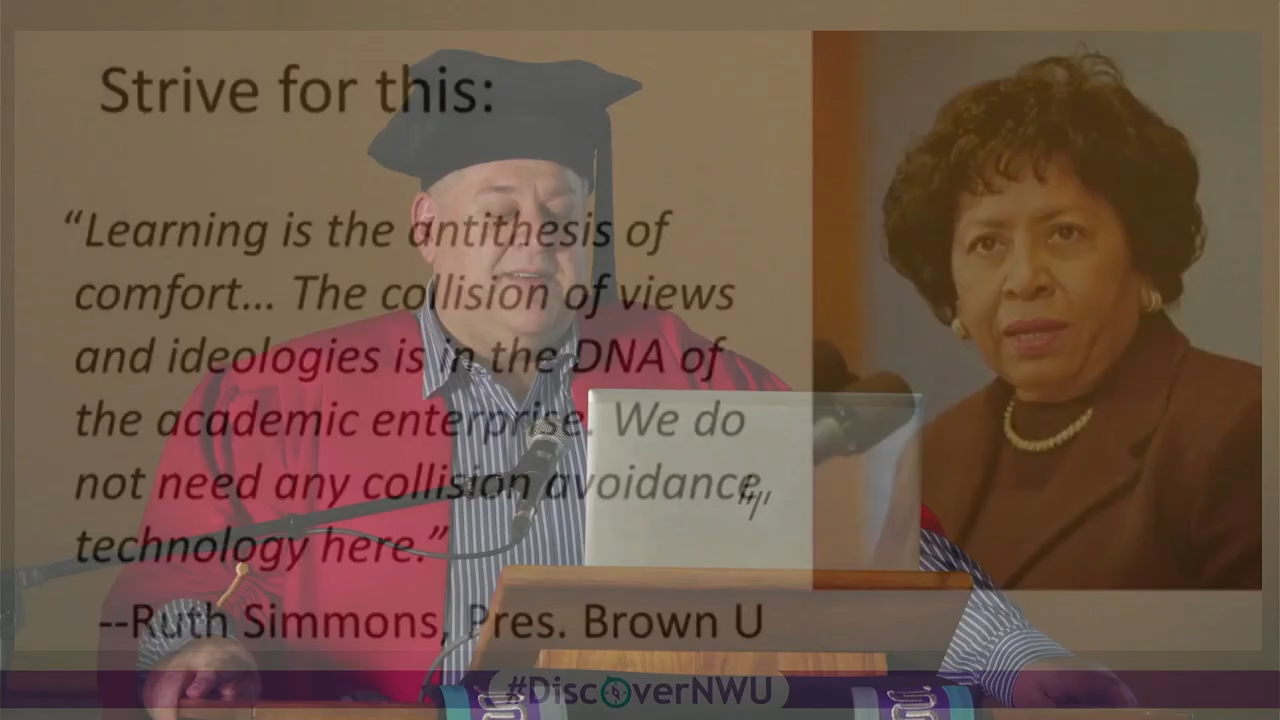 Strive for this:
“Learning is the antithesis of
comfort... The collision of views
and ideologies is in the DNA of
the academic enterprise. We do
not need any collision avoidance
technology here.”
--Ruth Simmons, Pres. Brown U
#DiscoverNWU